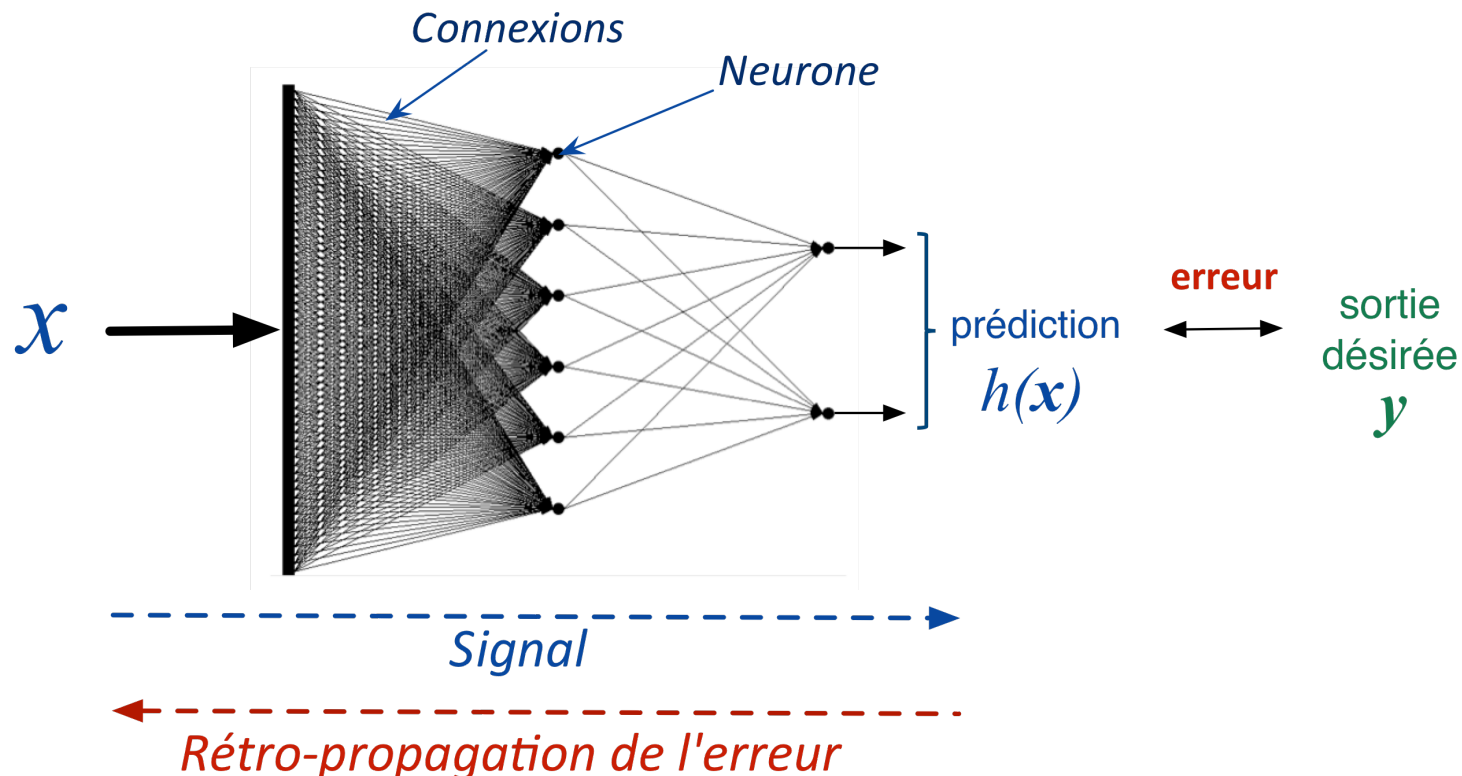 Connexions
Neurone
x
erreur
prédiction
h(x)
sortie
désirée
y
Signal
Rétro-propagation de l'erreur